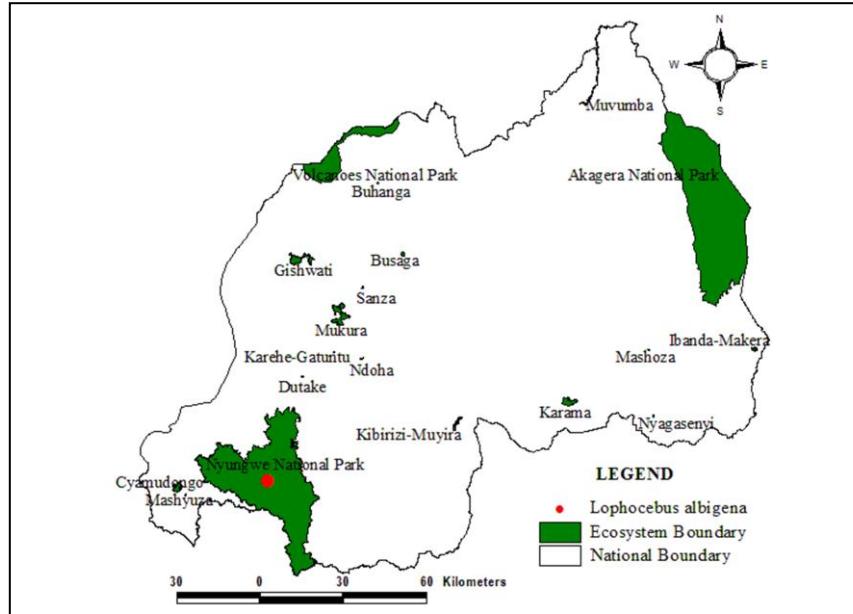 N
W E
S
Muvumba
Volcanoes National Park
Akagera National Park
Buhanga
Gishwati
Busaga
Sanza
Mukura
Karehe-Gaturitu
Ndoha
Dutake
Mashoza
Ibanda-Makera
Karama
Nyagasenyi
Kibirizi-Muyira
Nyungwe National Park
Cyamudongo
Mashyuza
LEGEND
Lophocebus albigena
Ecosystem Boundary
National Boundary
30 0 30 60 Kilometers